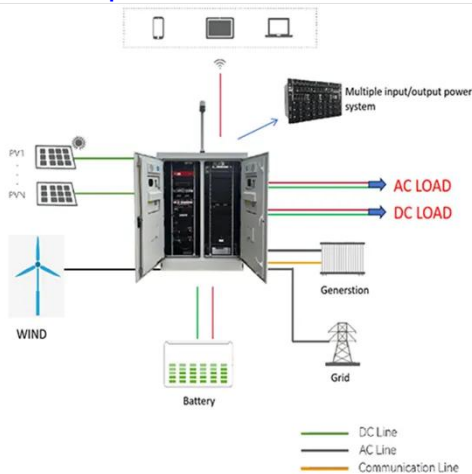 Multiple input/output power
system
PV1
PVN
AC LOAD
DC LOAD
Generstion
WIND
Grid
Battery
DC Line
AC Line
Communication Line